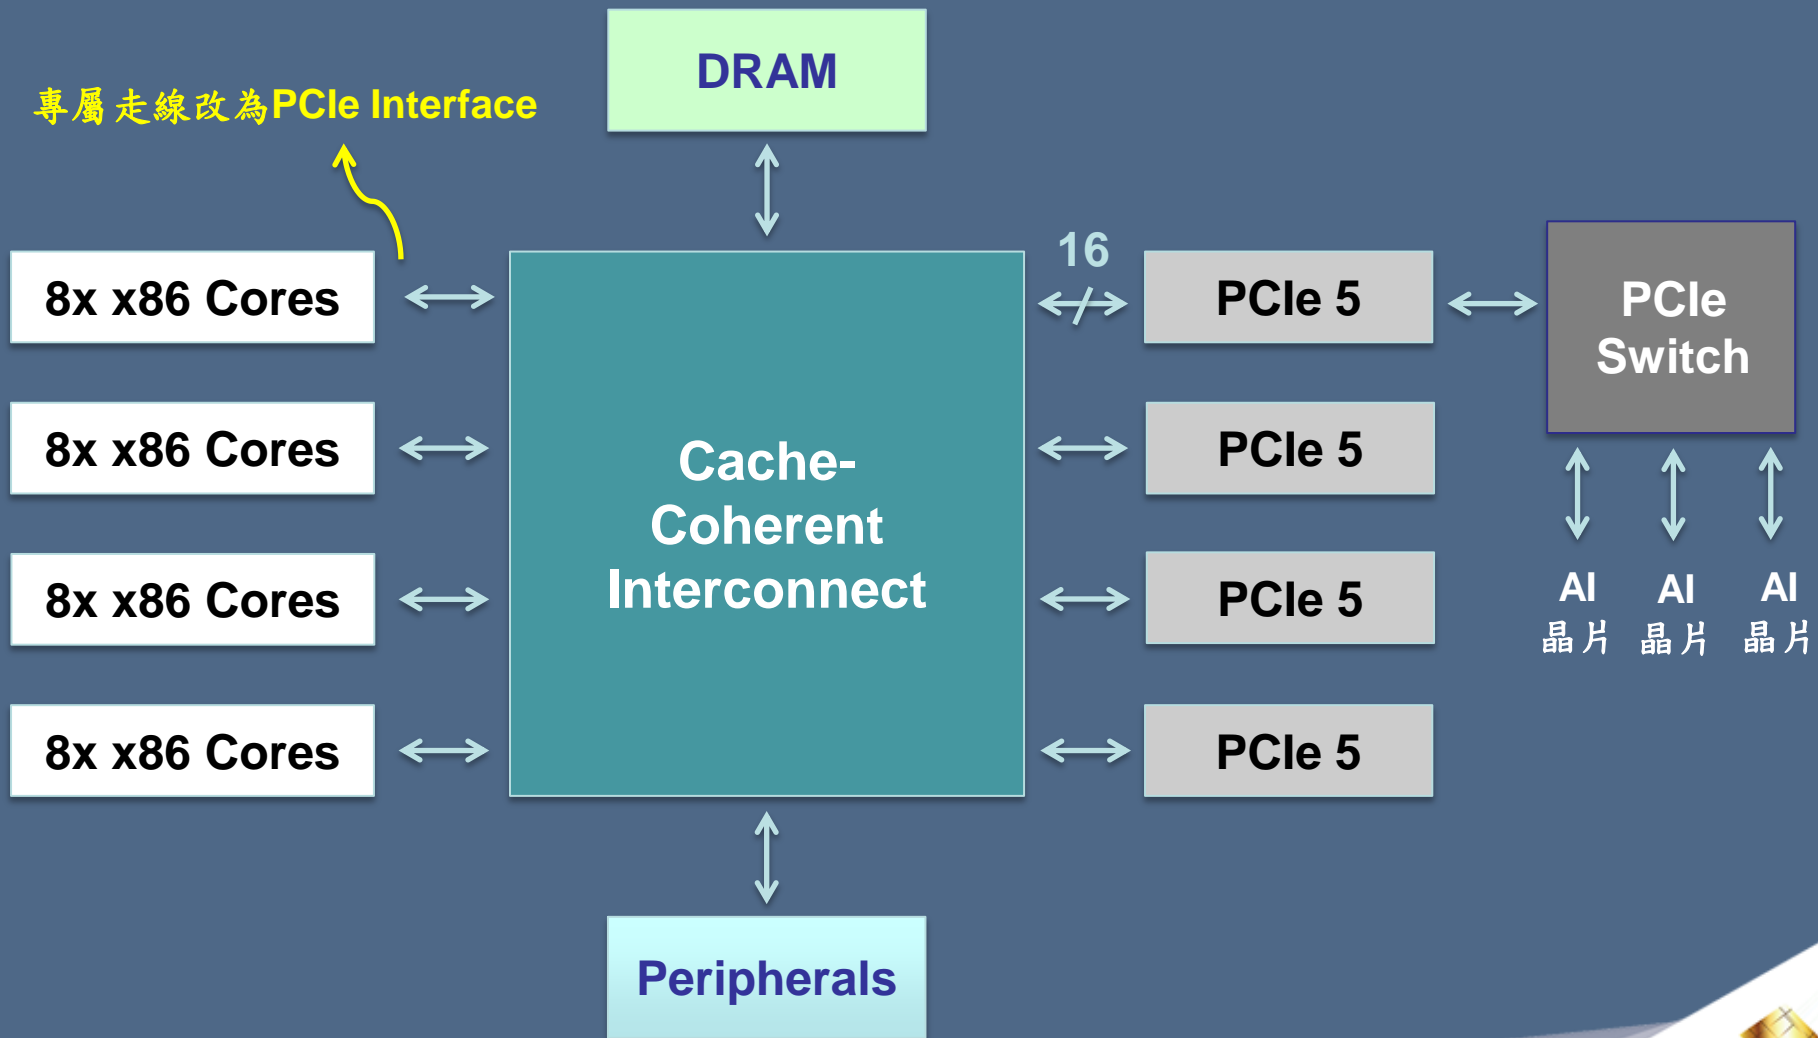 DRAM
專屬走線改為PCIe Interface
16
8x x86 Cores
8x x86 Cores
8x x86 Cores
8x x86 Cores
Cache-
Coherent
Interconnect
PCIe 5
PCIe 5
PCIe 5
PCIe 5
PCIe
Switch
AI
晶片
AI
晶片
AI
晶片
Peripherals